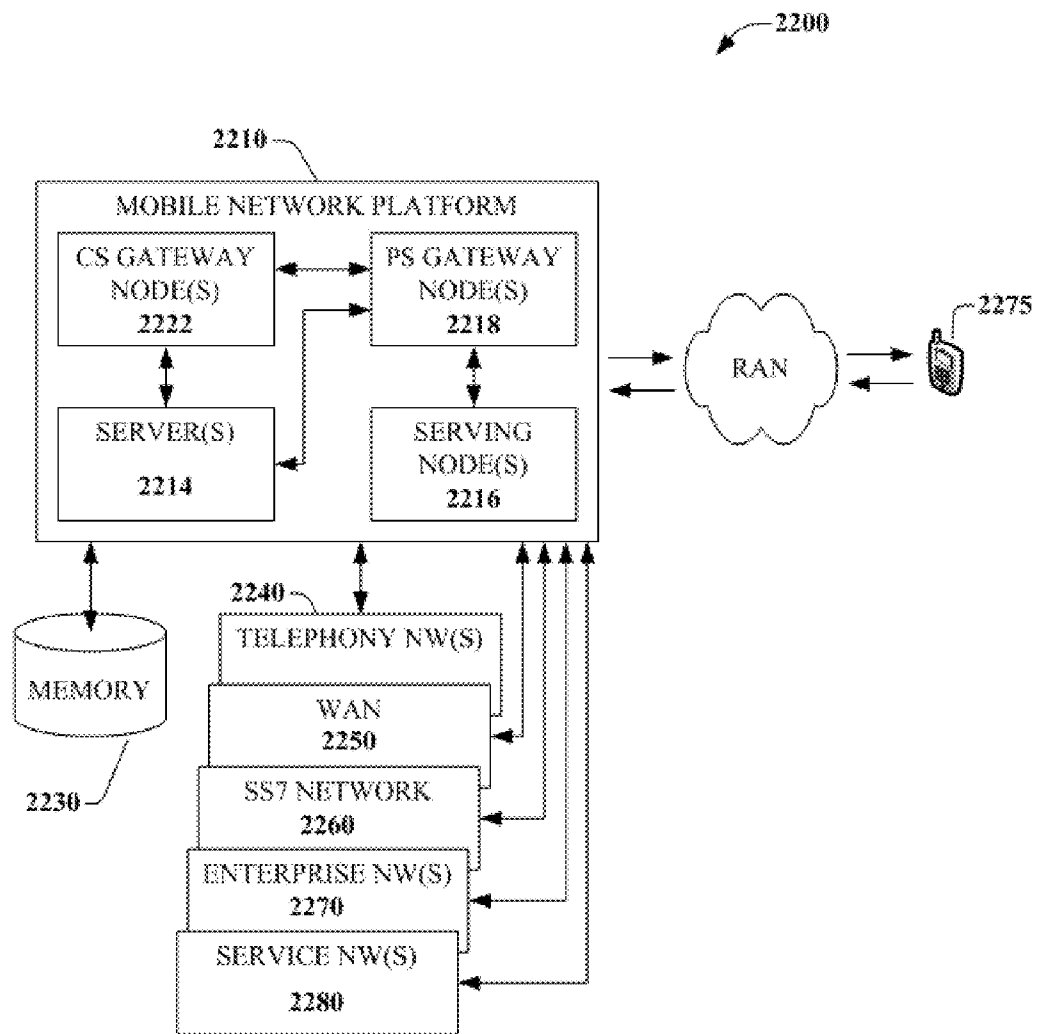 2200
2210
MOBILE NETWORK PLATFORM
CS GATEWAY
NODE(S)
2222
PS GATEWAY
NODE(S)
2218
SERVER(S)
2214
SERVING
NODE(S)
2216
RAN
2275
MEMORY
2230
2240
TELEPHONY NW(S)
WAN
2250
SS7 NETWORK
2260
ENTERPRISE NW(S)
2270
SERVICE NW(S)
2280